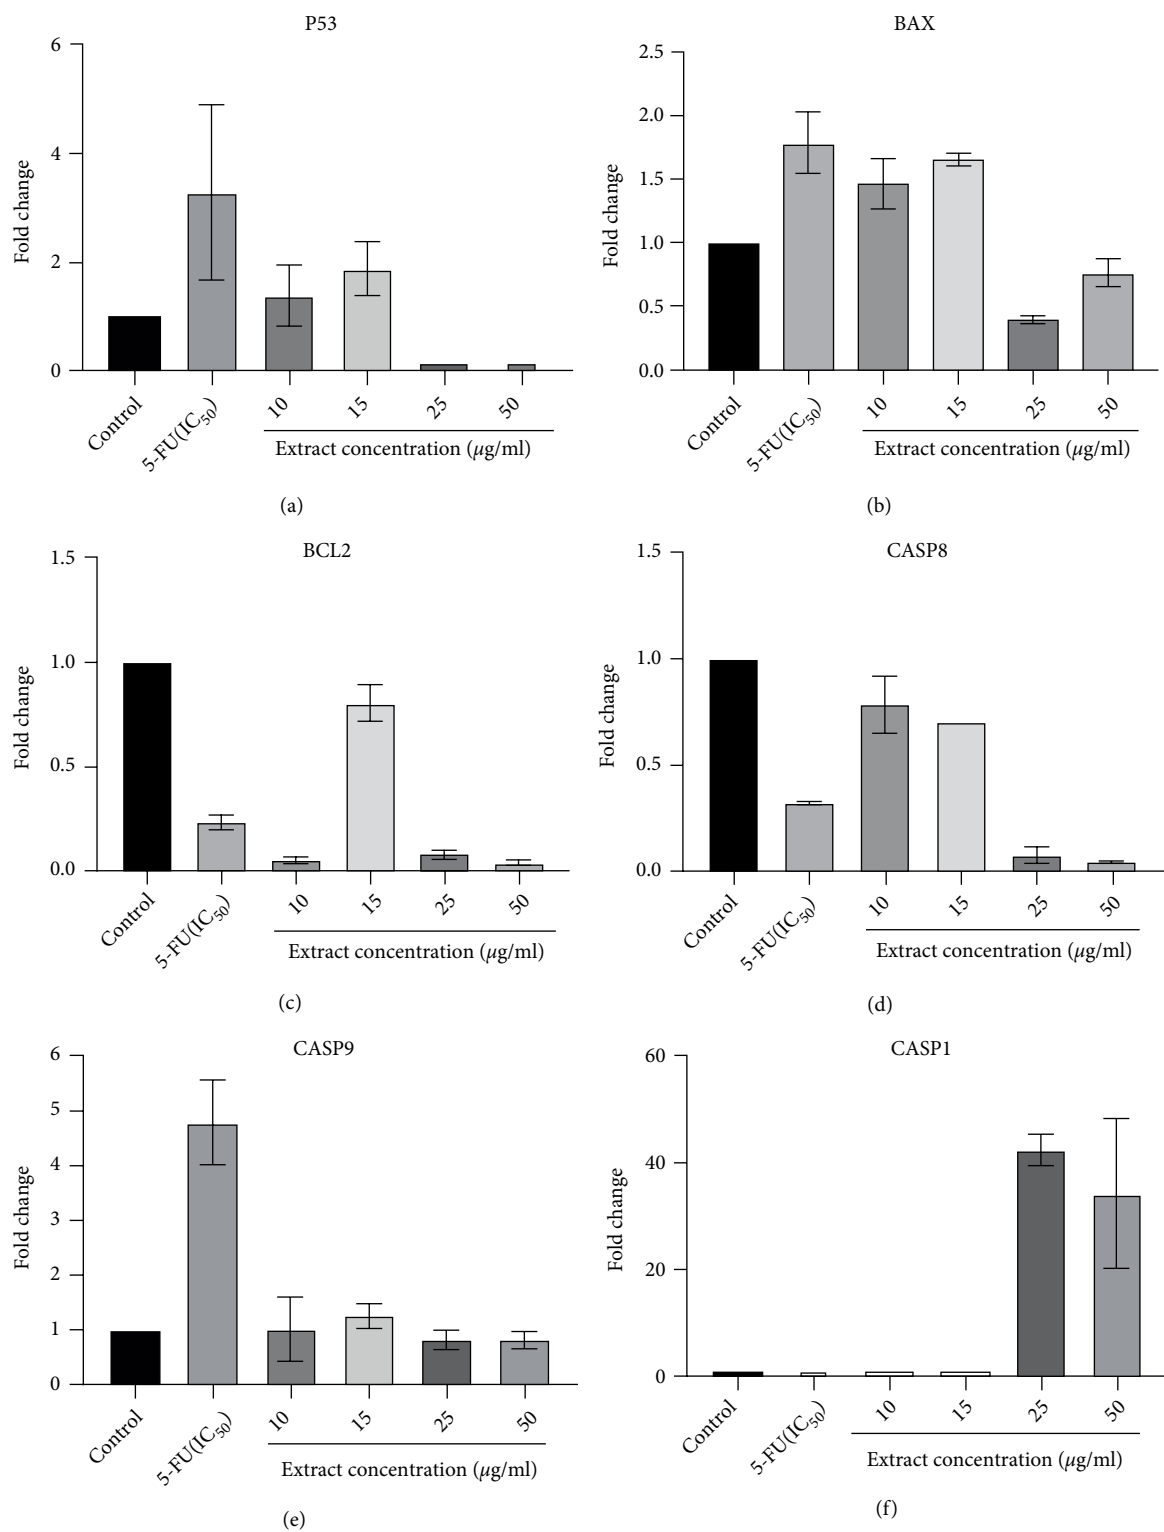 P53
6
4
2
0
Fold change
Control
5-FU(IC50)
10
15
25
50
Extract concentration (μg/ml)
(a)
BAX
2.5
2.0
1.5
1.0
0.5
0.0
Fold change
Control
5-FU(IC50)
10
15
25
50
Extract concentration (μg/ml)
(b)
BCL2
1.5
1.0
0.5
0.0
Fold change
Control
5-FU(IC50)
10
15
25
50
Extract concentration (μg/ml)
(c)
CASP8
1.5
1.0
0.5
0.0
Fold change
Control
5-FU(IC50)
10
15
25
50
Extract concentration (μg/ml)
(d)
CASP9
6
5
4
3
2
1
0
Fold change
Control
5-FU(IC50)
10
15
25
50
Extract concentration (μg/ml)
(e)
CASP1
60
40
20
0
Fold change
Control
5-FU(IC50)
10
15
25
50
Extract concentration (μg/ml)
(f)